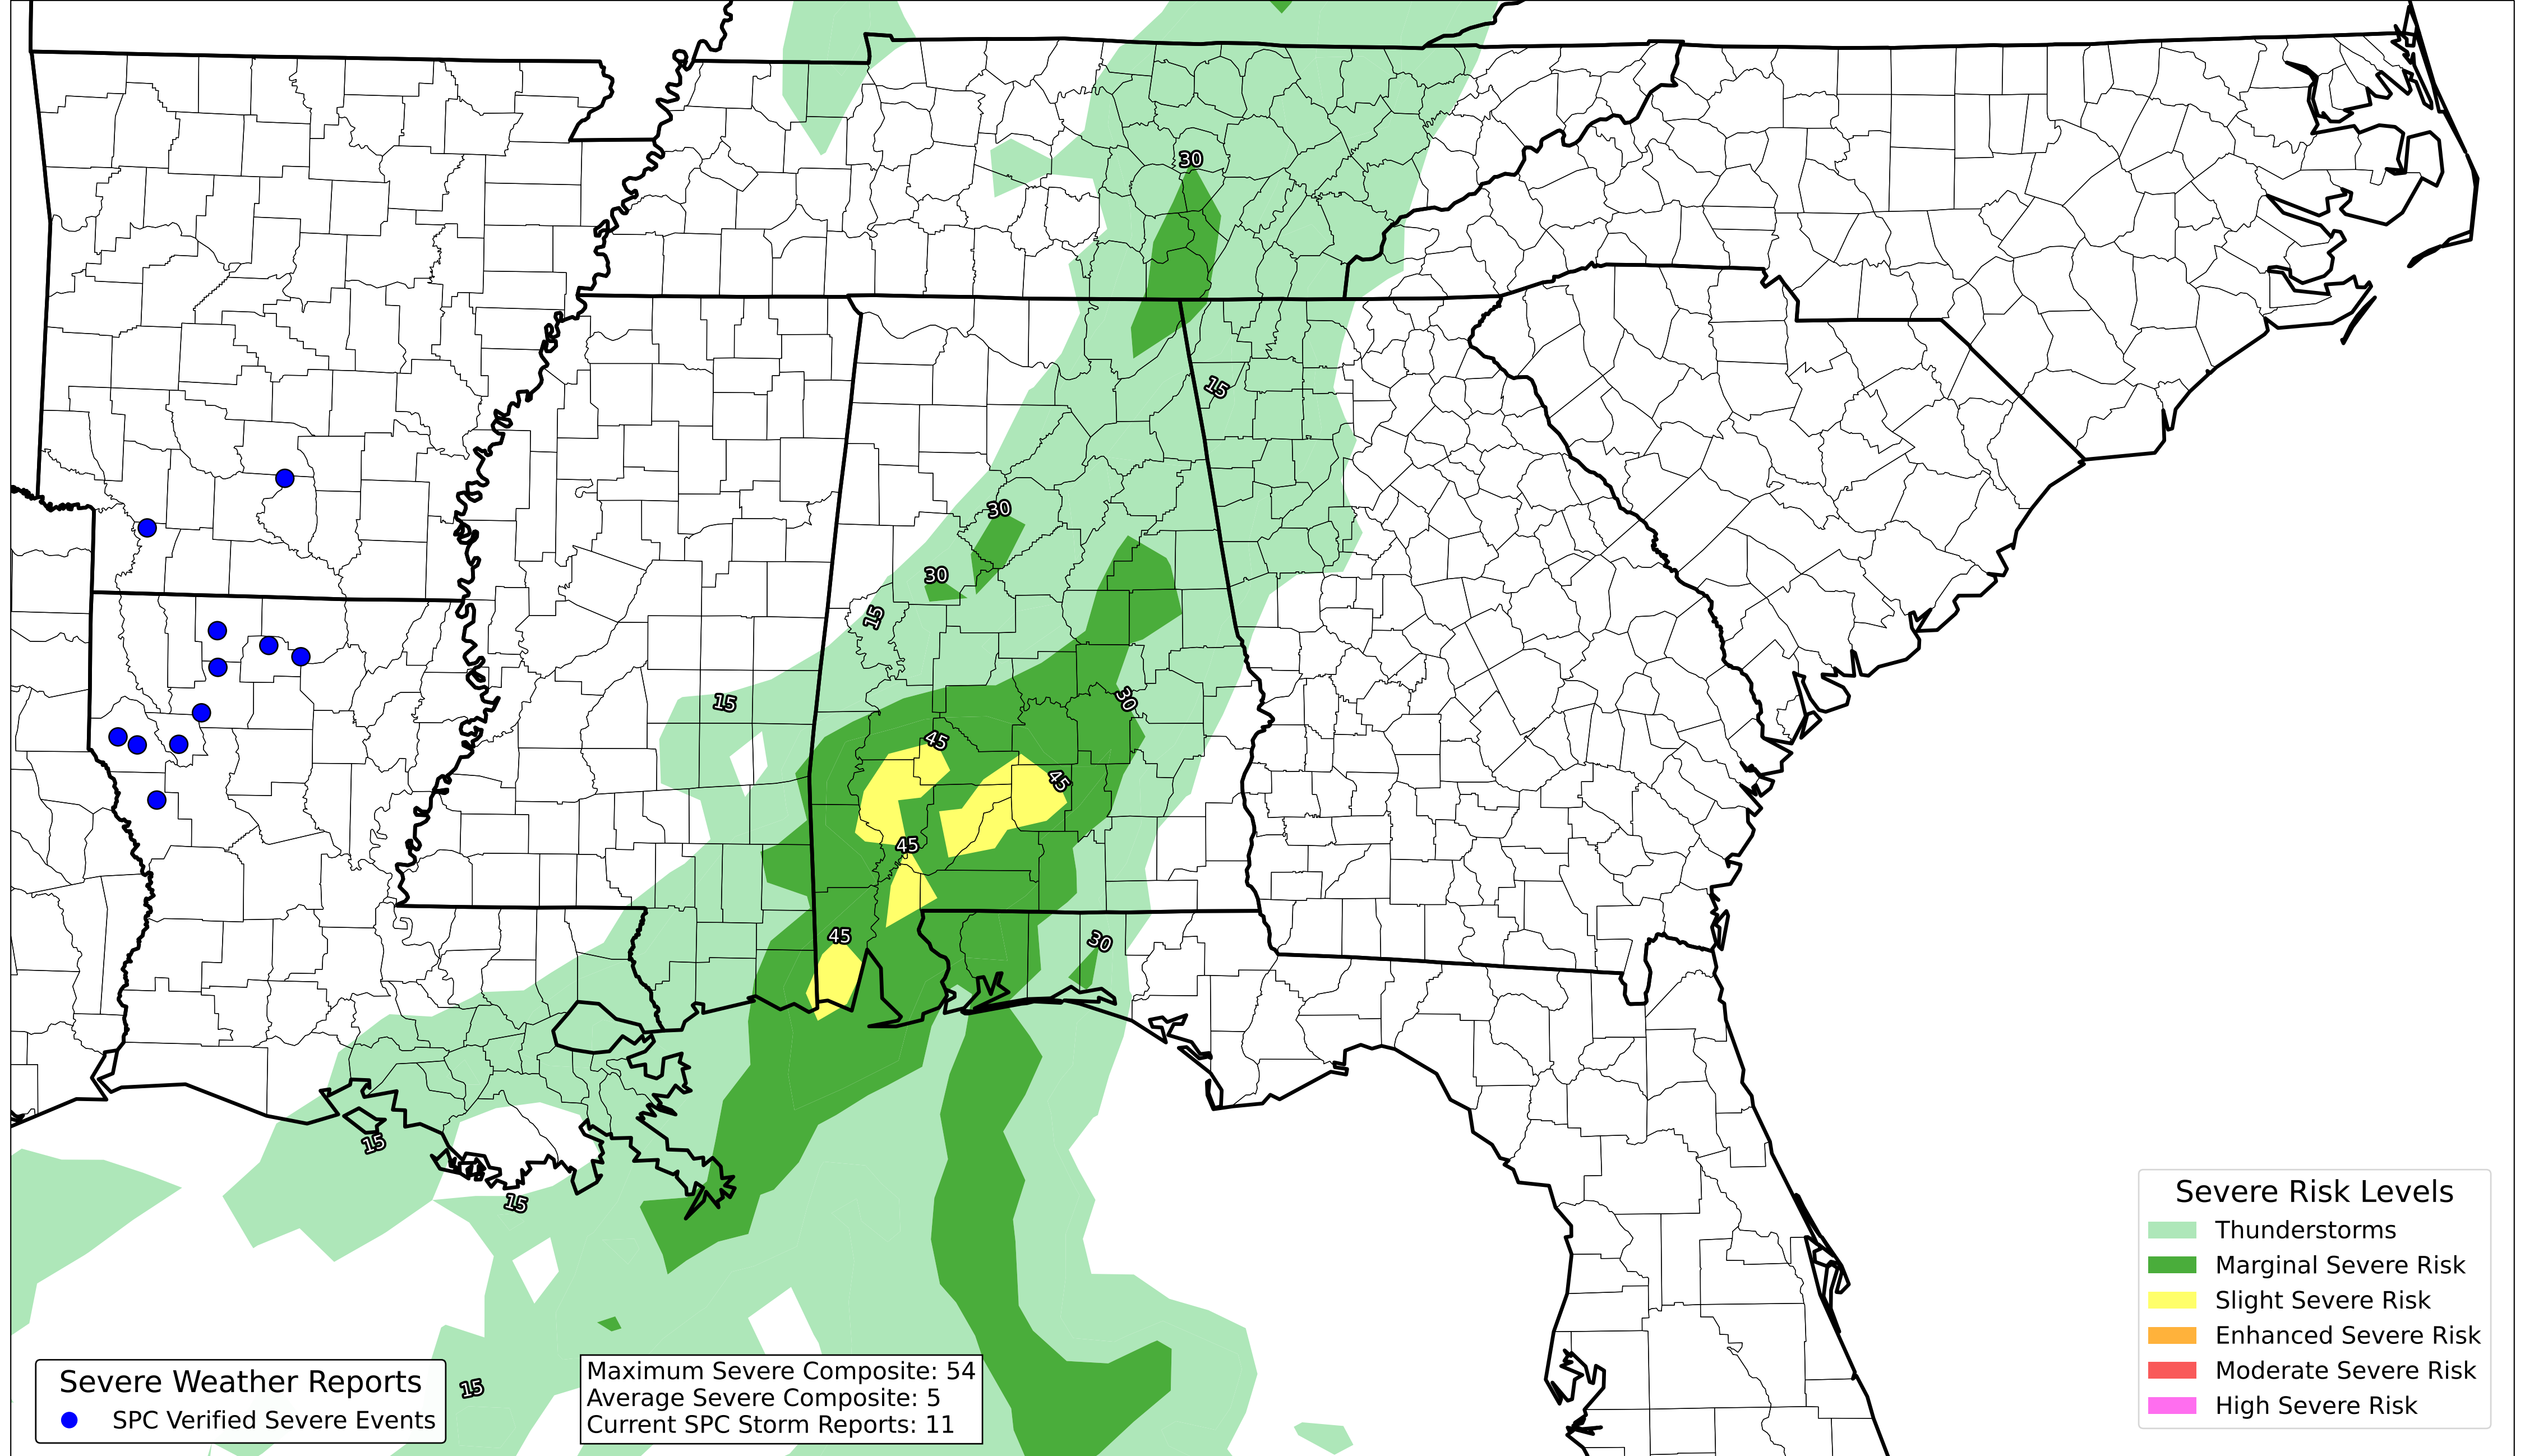 30
15
30
30
15
30
15
45
45
45
45
30
15
15
15
Severe Weather Reports
SPC Verified Severe Events
Maximum Severe Composite: 54
Average Severe Composite: 5
Current SPC Storm Reports: 11
Severe Risk Levels
Thunderstorms
Marginal Severe Risk
Slight Severe Risk
Enhanced Severe Risk
Moderate Severe Risk
High Severe Risk